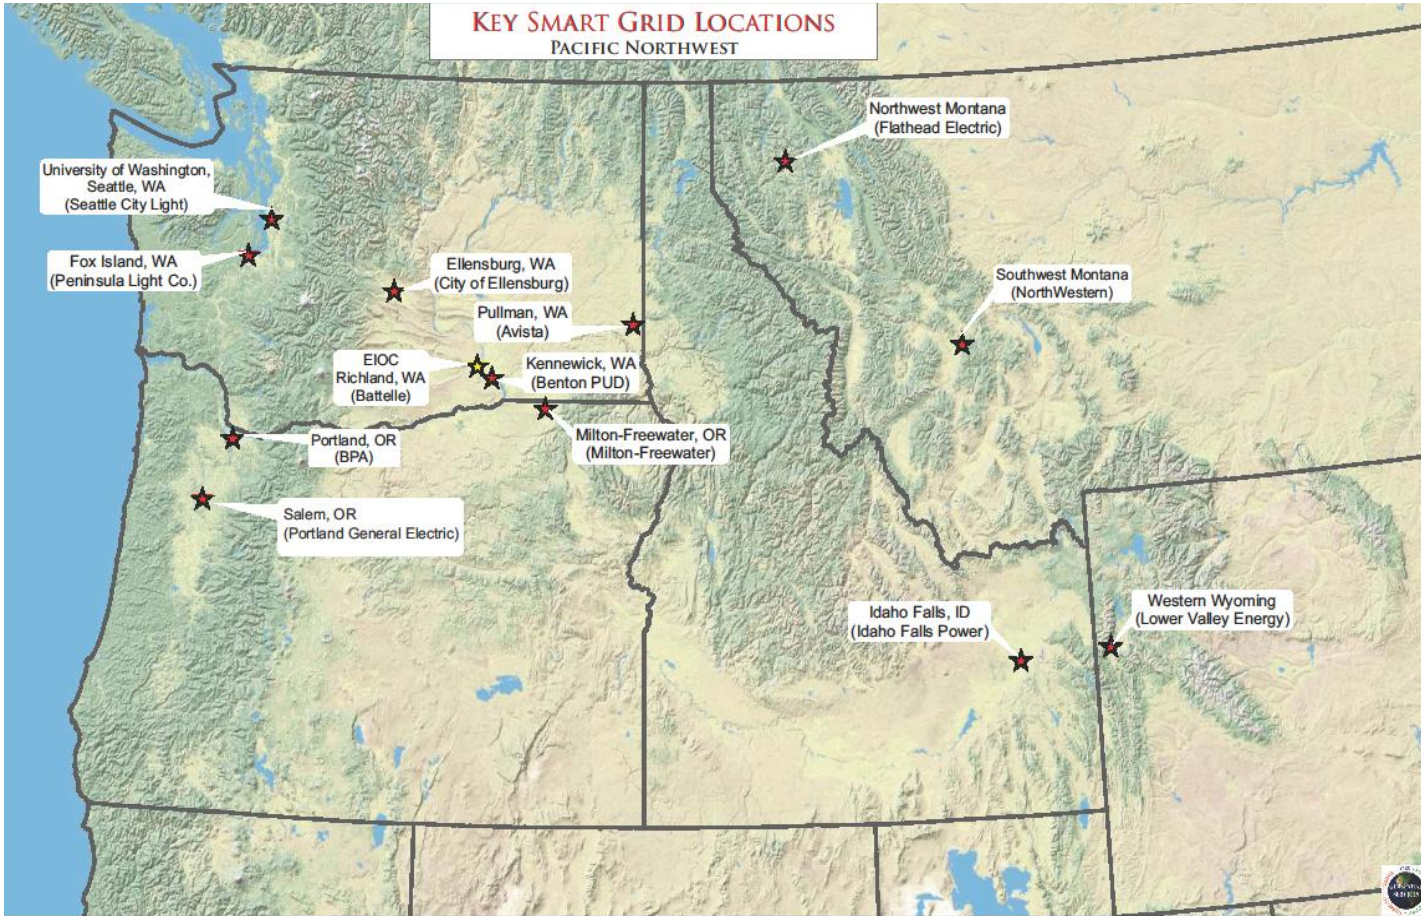 KEY SMART GRID LOCATIONS
PACIFIC NORTHWEST
Northwest Montana
(Flathead Electric)
University of Washington,
Seattle, WA
(Seattle City Light)
Fox Island, WA
(Peninsula Light Co.)
Ellensburg, WA
(City of Ellensburg)
Southwest Montana
(NorthWestern)
Pullman, WA
(Avista)
EIOC
Richland, WA
(Battelle)
Kennewick, WA
(Benton PUD)
Portland, OR
(BPA)
Milton-Freewater, OR
(Milton-Freewater)
Salem, OR
(Portland General Electric)
Idaho Falls, ID
(Idaho Falls Power)
Western Wyoming
(Lower Valley Energy)